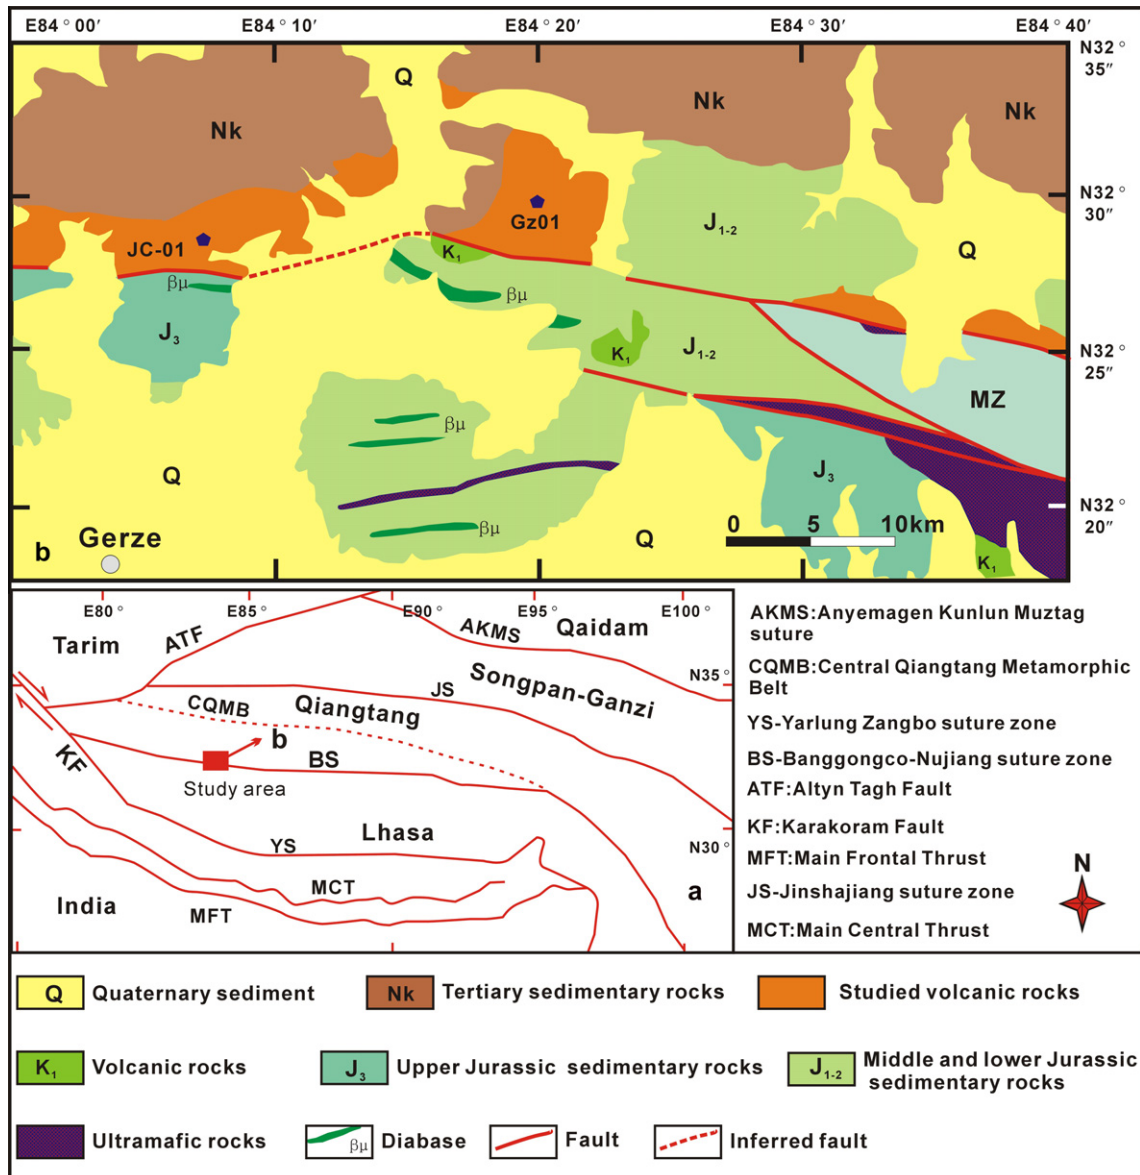 E84°00′ E84°10′ E84°20′ E84°30′ E84°40′
N32°
35″
Q
Nk
Nk
Nk
N32°
30″
Gz01
J1-2
JC-01
K1
Q
βμ
βμ
J3
K1
J1-2
N32°
25″
MZ
βμ
Q
J3
N32°
20″
0 5 10km
βμ
Q
Gerze
b
K1
E80° E85° E90° E95° E100°
Tarim
ATF
AKMS
Qaidam
N35°
JS
Songpan-Ganzi
CQMB
Qiangtang
b
KF
BS
Study area
Lhasa
N30°
YS
MCT
a
India
MFT
AKMS:Anyemagen Kunlun Muztag
suture
CQMB:Central Qiangtang Metamorphic
Belt
YS-Yarlung Zangbo suture zone
BS-Banggongco-Nujiang suture zone
ATF:Altyn Tagh Fault
KF:Karakoram Fault
MFT:Main Frontal Thrust
N
JS-Jinshajiang suture zone
MCT:Main Central Thrust
Q Quaternary sediment
Nk Tertiary sedimentary rocks
Studied volcanic rocks
K1 Volcanic rocks
J3 Upper Jurassic sedimentary rocks
J1-2 Middle and lower Jurassic
sedimentary rocks
Ultramafic rocks
βμ Diabase
Fault
Inferred fault